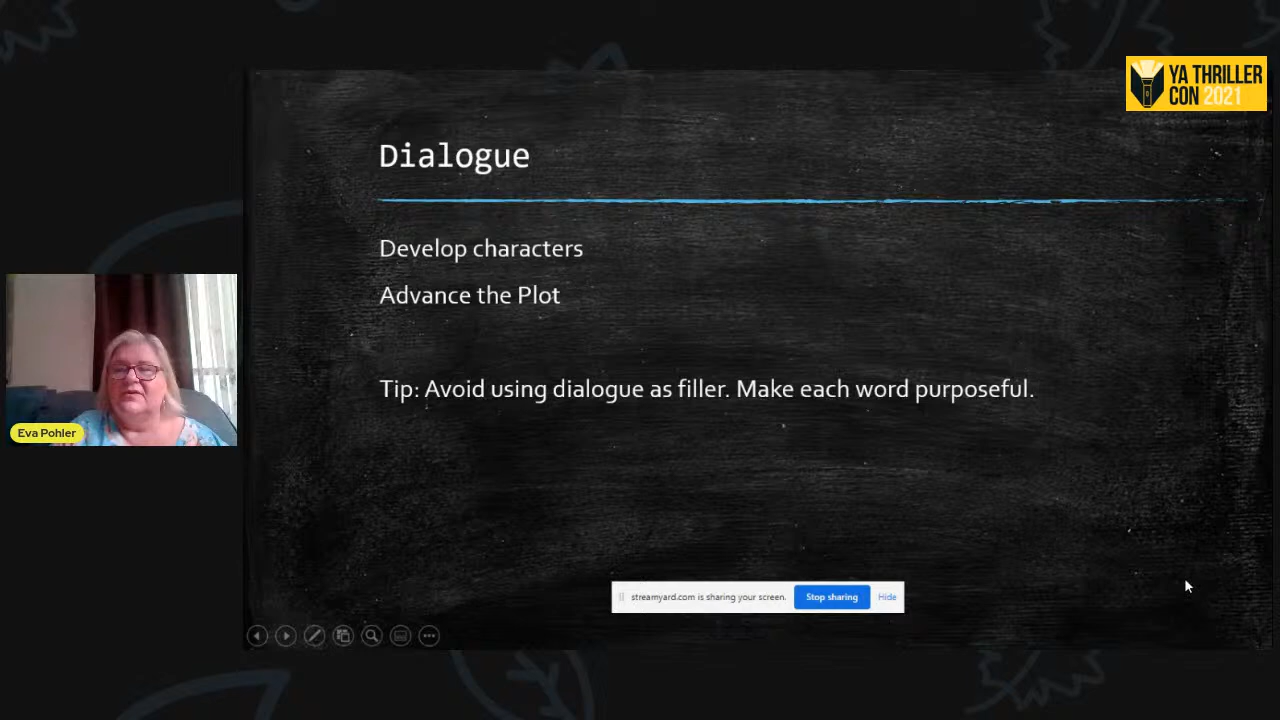 YA THRILLER
CON 2021
Dialogue
Develop characters
Advance the Plot
Tip: Avoid using dialogue as filler. Make each word purposeful.
Eva Pohler
streamyard.com is sharing your screen.
Stop sharing
Hide